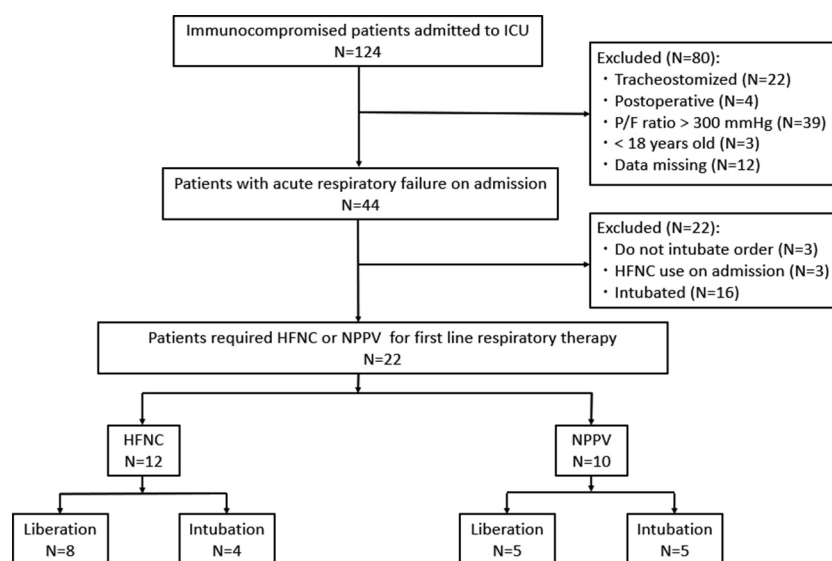 Immunocompromised patients admitted to ICU
N=124
Excluded (N=80):
・Tracheostomized (N=22)
・Postoperative (N=4)
・P/F ratio > 300 mmHg (N=39)
・< 18 years old (N=3)
・Data missing (N=12)
Patients with acute respiratory failure on admission
N=44
Excluded (N=22):
・Do not intubate order (N=3)
・HFNC use on admission (N=3)
・Intubated (N=16)
Patients required HFNC or NPPV for first line respiratory therapy
N=22
HFNC
N=12
NPPV
N=10
Liberation
N=8
Intubation
N=4
Liberation
N=5
Intubation
N=5